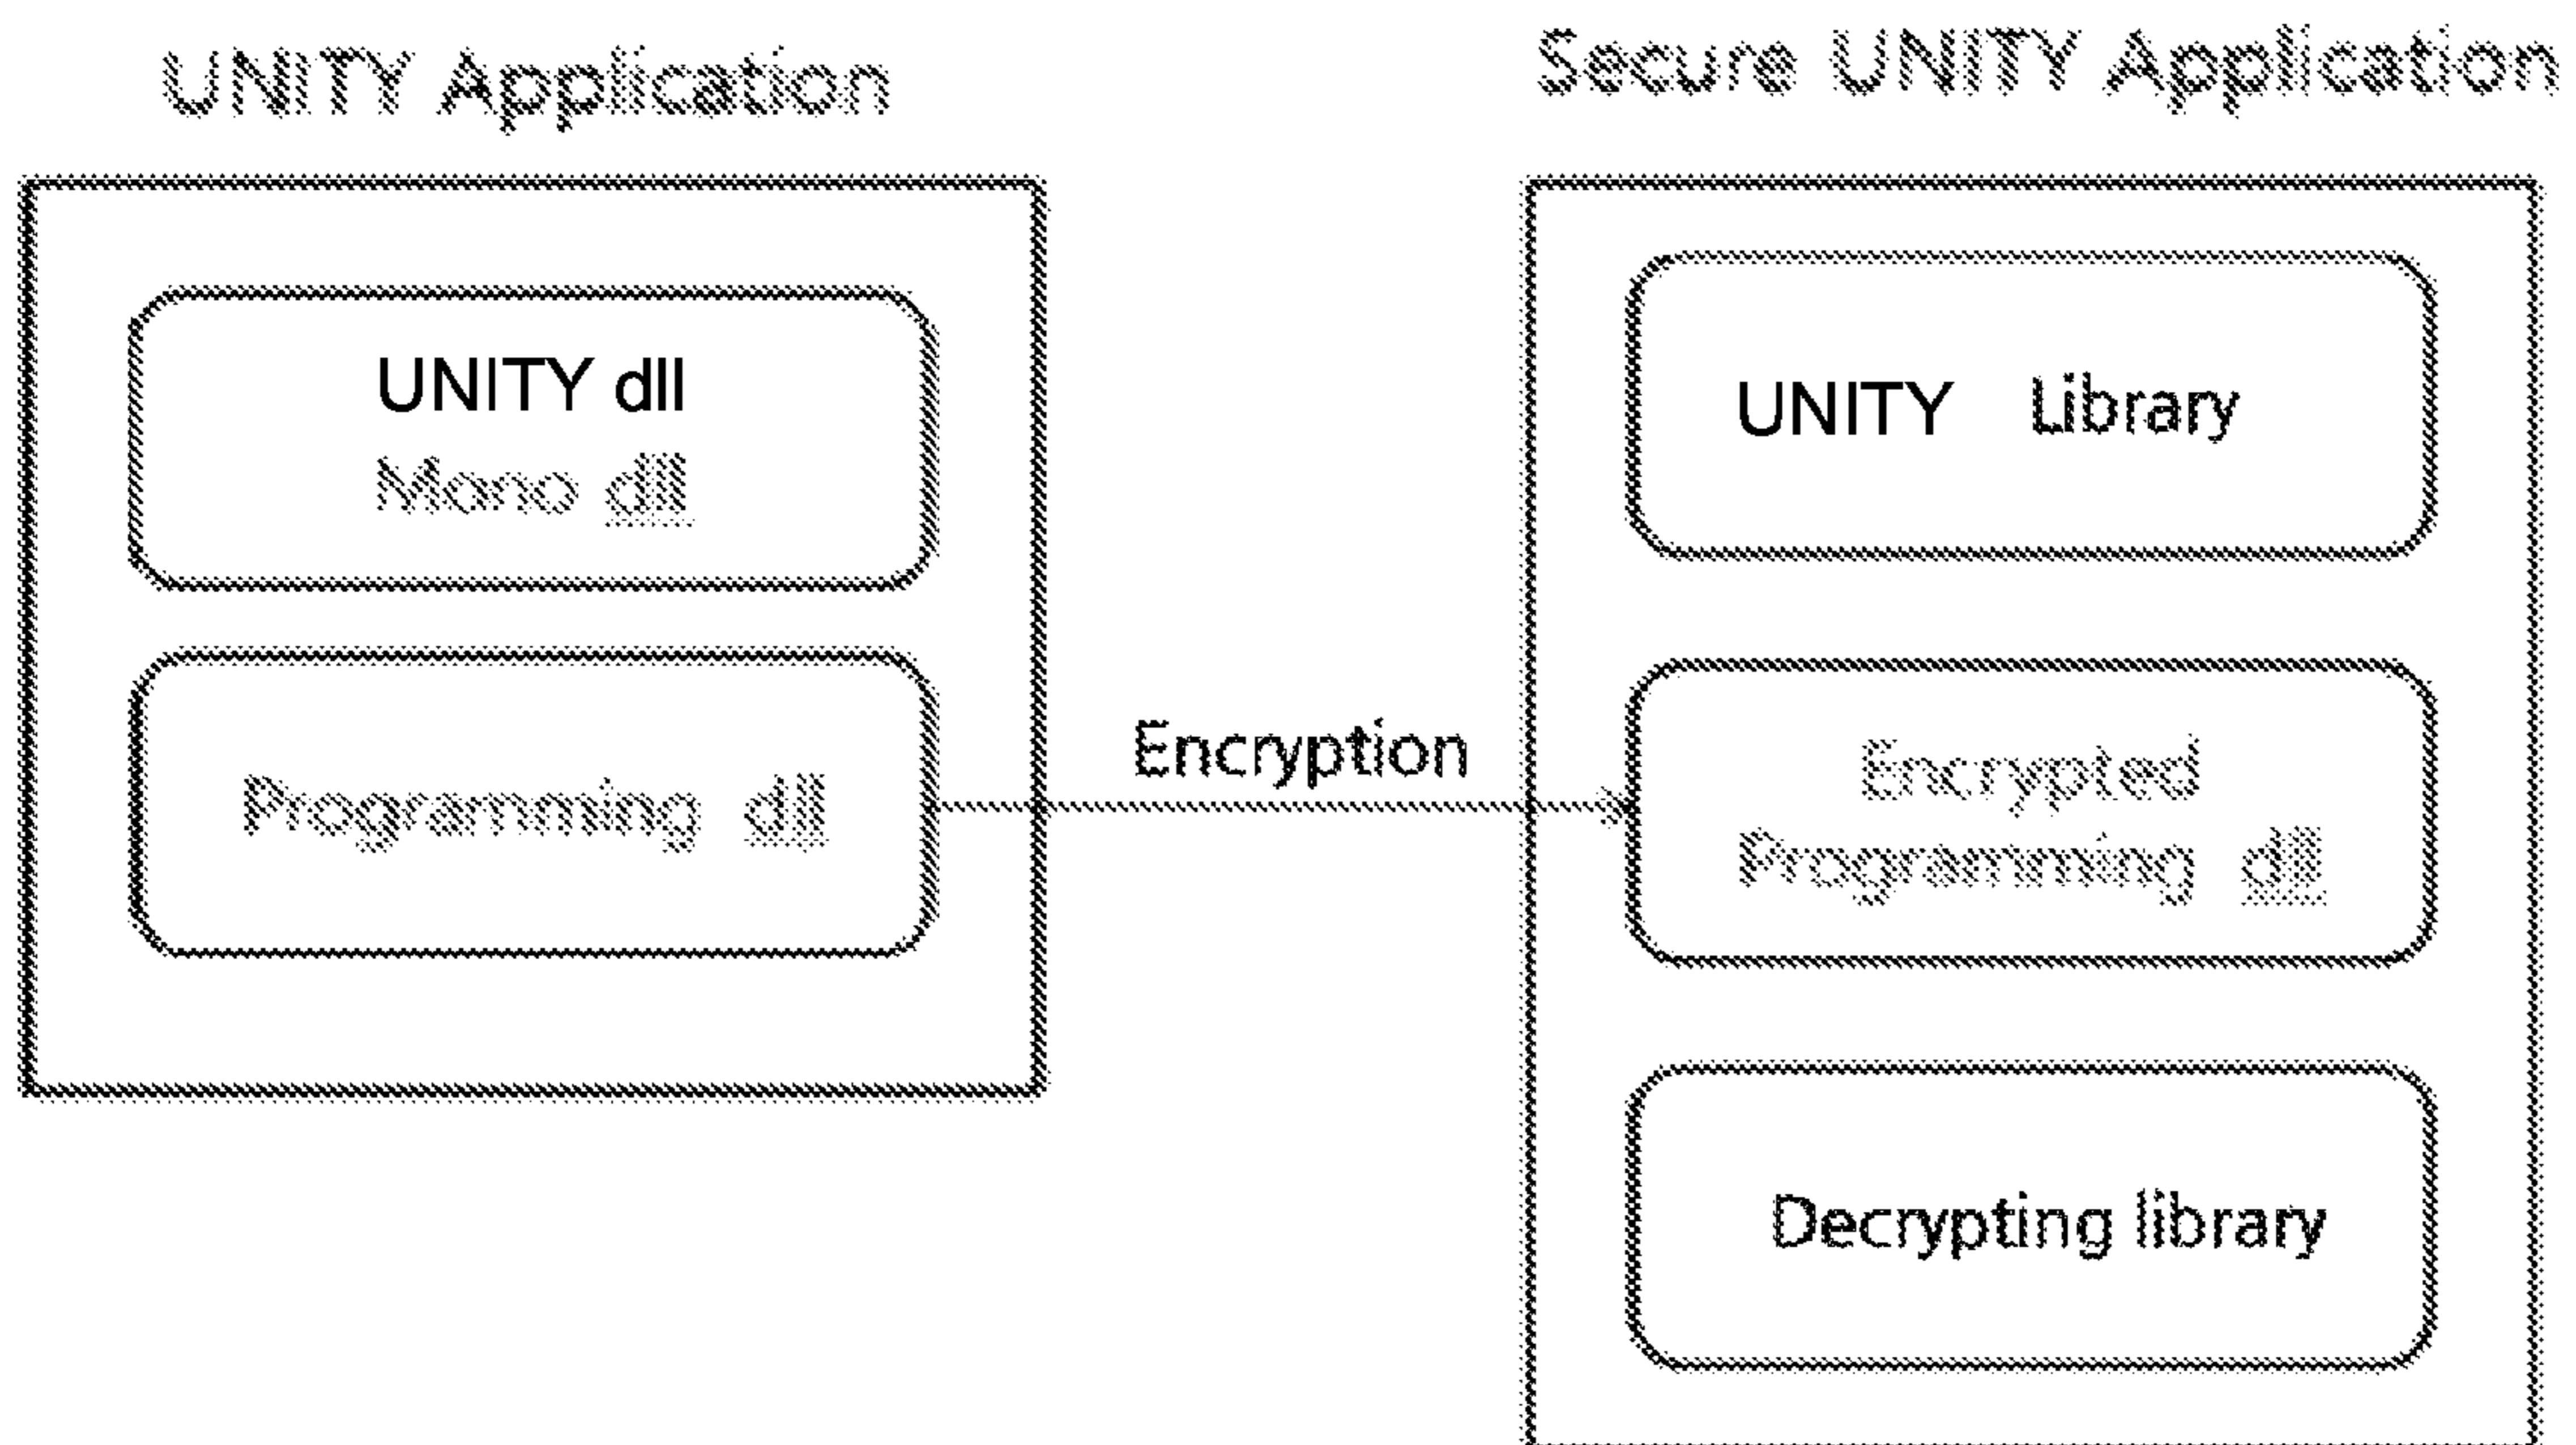 UNITY Application
UNITY dll
Mono dll
Programming dll
Encryption
Secure UNITY Application
UNITY Library
Encrypted
Programming dll
Decrypting library